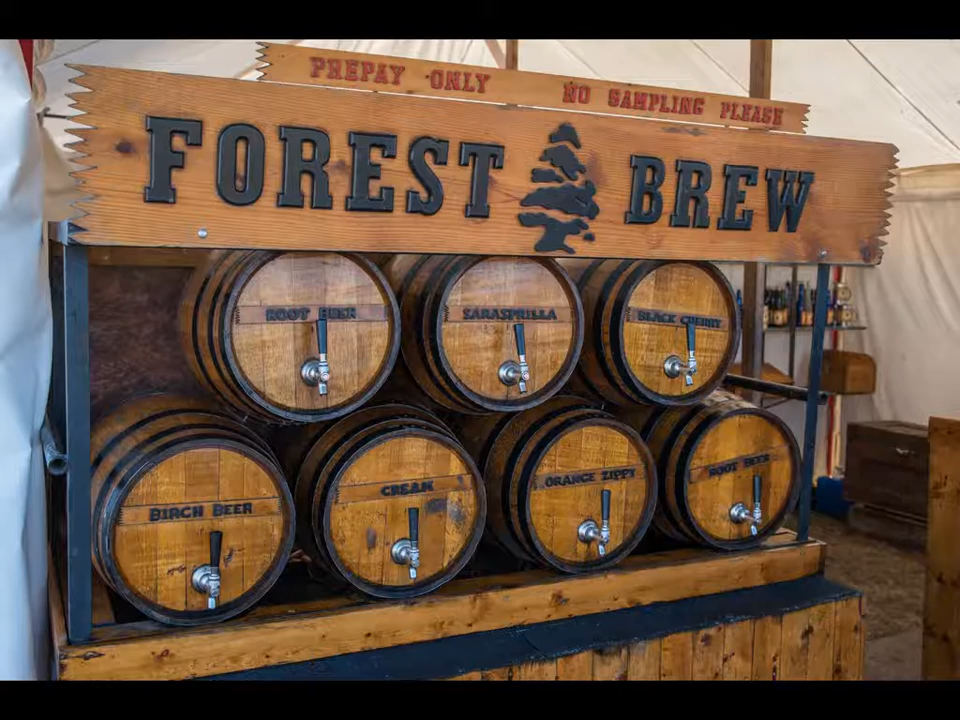 PREPAY ONLY NO SAMPLING PLEASE
FOREST BREW
ROOT BEER
SARASPRILLA
BLACK CHERRY
BIRCH BEER
CREAM
ORANGE ZIPPY
ROOT BEER